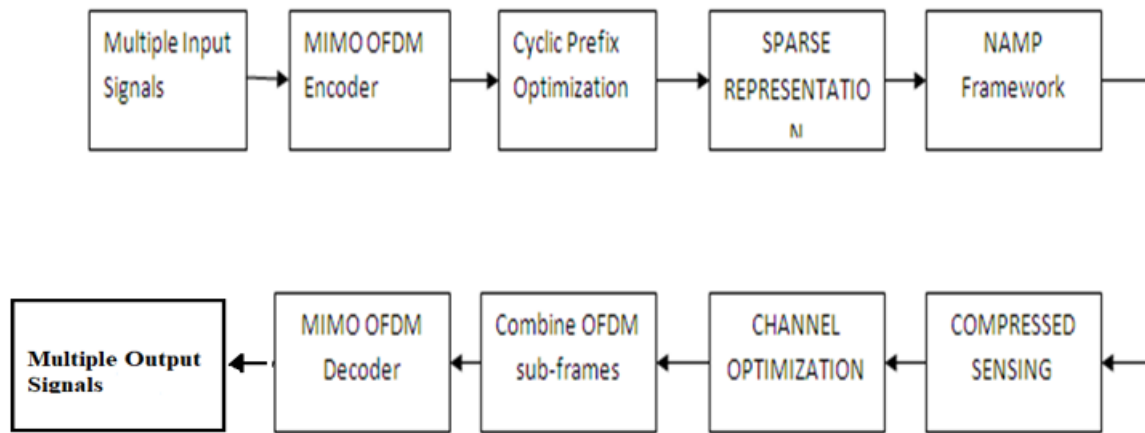 Multiple Input
Signals
MIMO OFDM
Encoder
Cyclic Prefix
Optimization
SPARSE
REPRESENTATIO
N
NAMP
Framework
Multiple Output
Signals
MIMO OFDM
Decoder
Combine OFDM
sub-frames
CHANNEL
OPTIMIZATION
COMPRESSED
SENSING